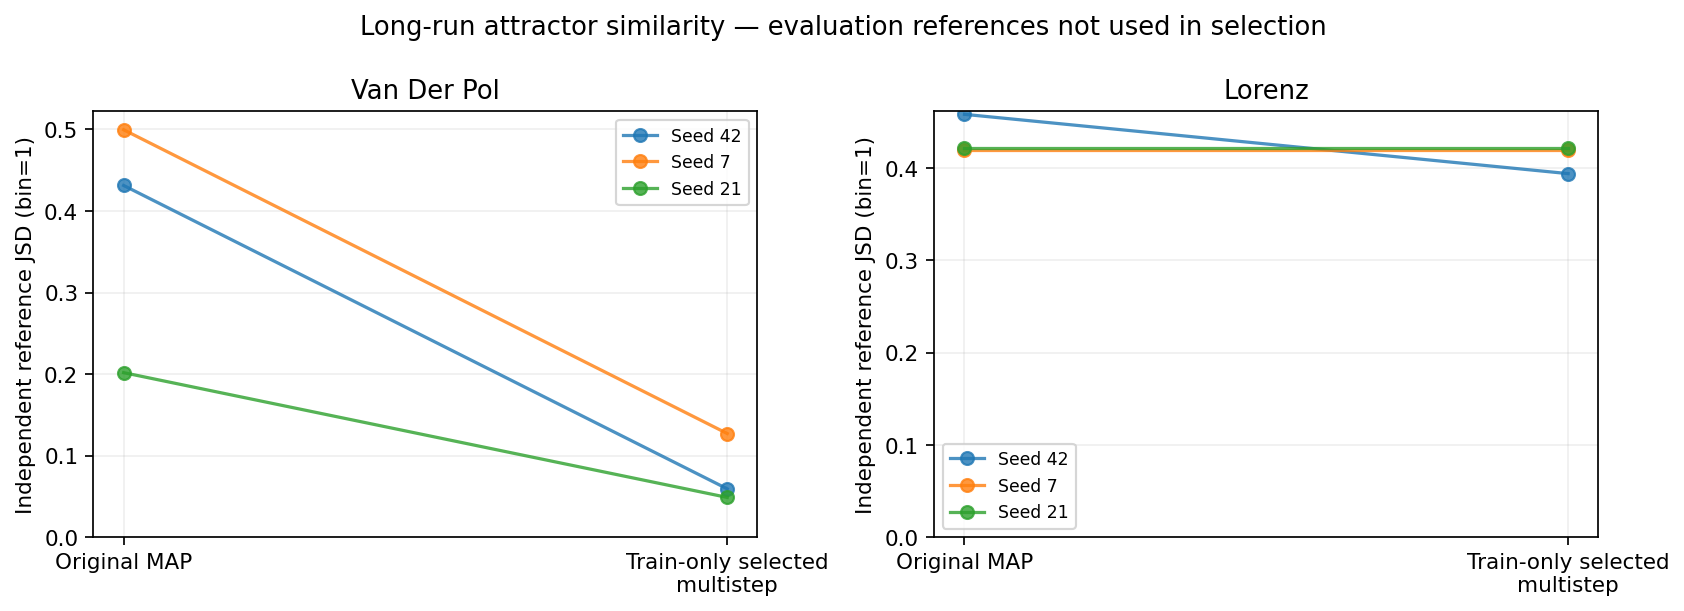 Long-run attractor similarity — evaluation references not used in selection
Van Der Pol
Independent reference JSD (bin=1)
0.5
0.4
0.3
0.2
0.1
0.0
Seed 42
Seed 7
Seed 21
Original MAP
Train-only selected
multistep
Lorenz
Independent reference JSD (bin=1)
0.4
0.3
0.2
0.1
0.0
Seed 42
Seed 7
Seed 21
Original MAP
Train-only selected
multistep